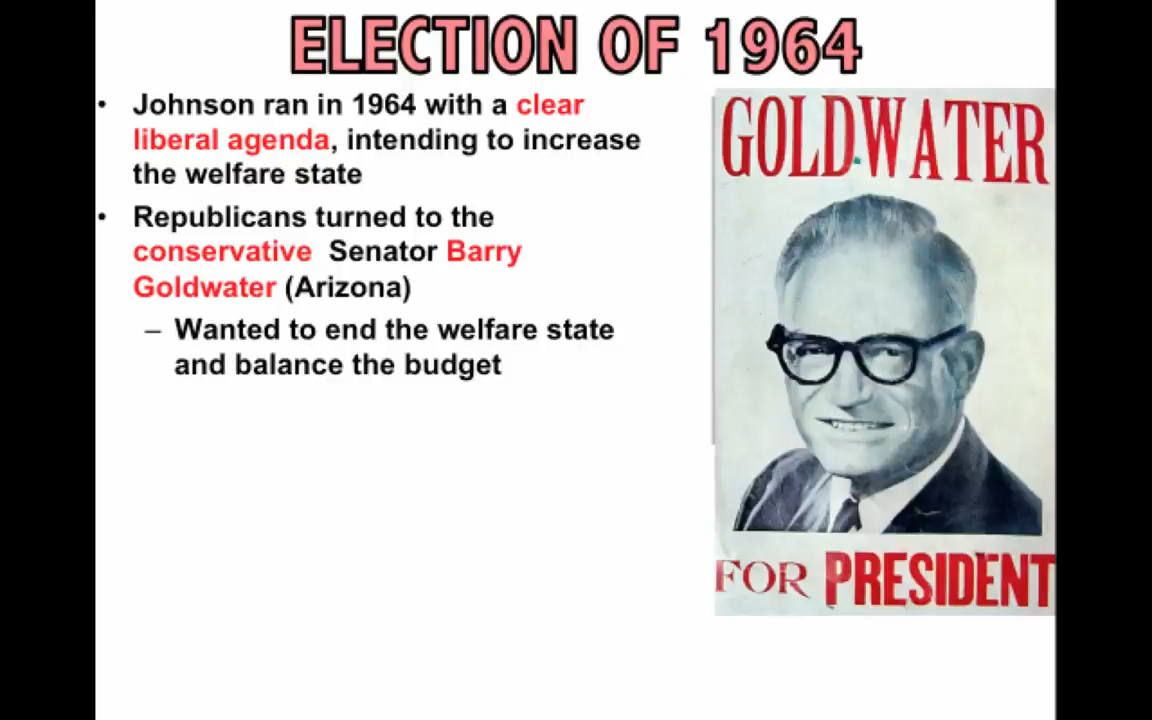 ELECTION OF 1964
• Johnson ran in 1964 with a clear
liberal agenda, intending to increase
the welfare state
• Republicans turned to the
conservative Senator Barry
Goldwater (Arizona)
– Wanted to end the welfare state
and balance the budget
GOLDWATER
FOR PRESIDENT